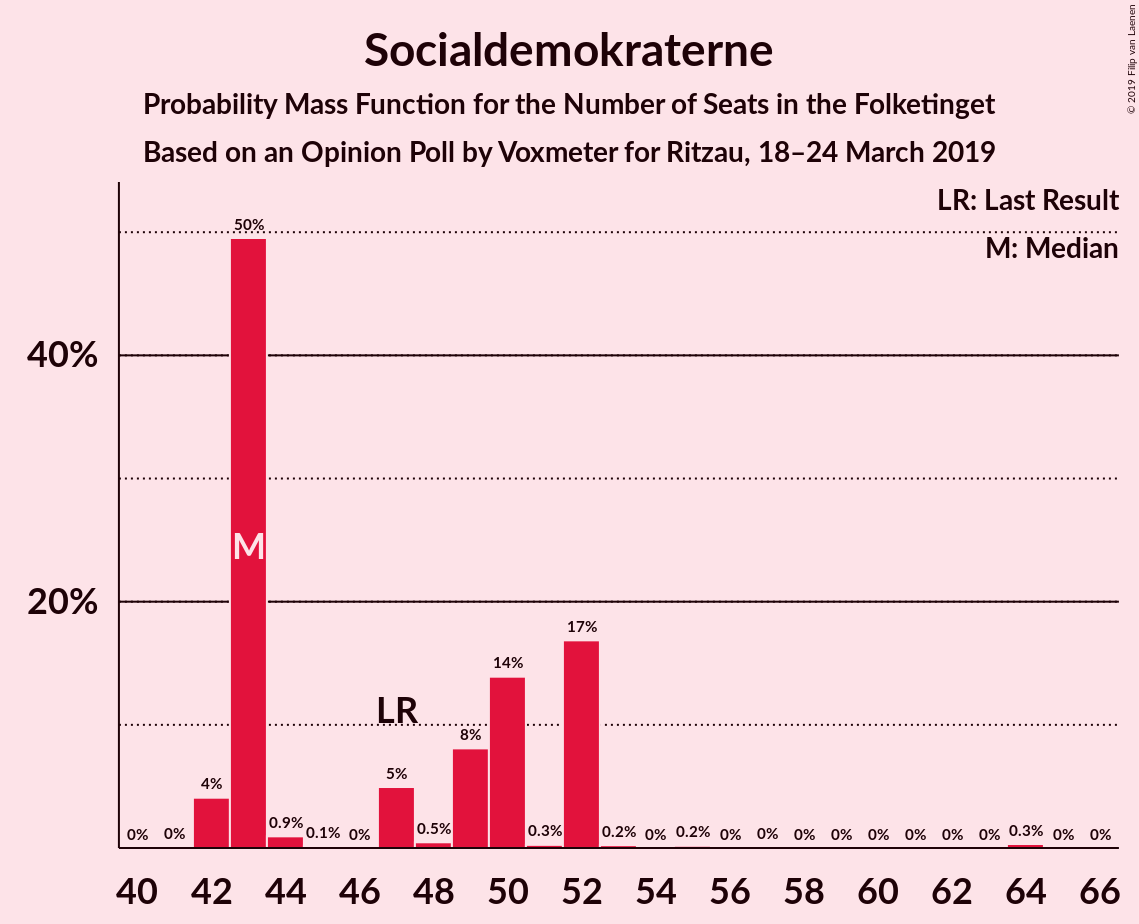 Socialdemokraterne
Probability Mass Function for the Number of Seats in the Folketinget
Based on an Opinion Poll by Voxmeter for Ritzau, 18–24 March 2019
© 2019 Filip van Laenen
LR: Last Result
M: Median
50%
40%
M
20%
17%
14%
LR
8%
5%
4%
0% 0% 0.9% 0.1% 0% 0.5% 0.3% 0.2% 0% 0.2% 0% 0% 0% 0% 0% 0% 0% 0% 0.3% 0% 0%
40 42 44 46 48 50 52 54 56 58 60 62 64 66